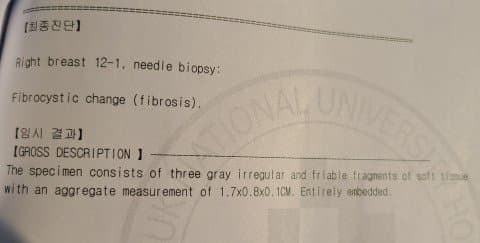 [최종진단]
Right breast 12-1, needle biopsy:
Fibrocystic change (fibrosis).
[임시 결과]
[GROSS DESCRIPTION ]
The specimen consists of three gray irregular and friable fragments of soft tissue
with an aggregate measurement of 1.7x0.8x0.1CM. Entirely embedded.
NATIONAL UNIVERS